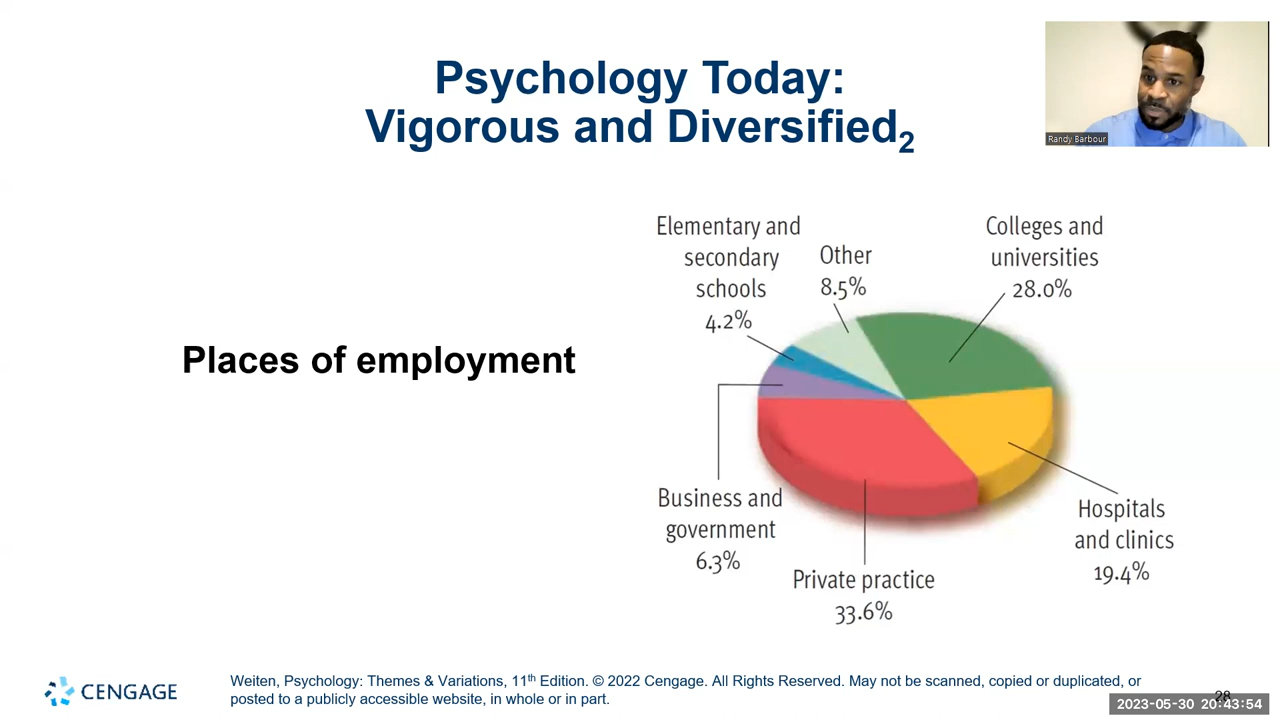 Psychology Today:
Vigorous and Diversified2
Randy Barbour
Places of employment
Elementary and
secondary
schools
4.2%
Other
8.5%
Colleges and
universities
28.0%
Business and
government
6.3%
Private practice
33.6%
Hospitals
and clinics
19.4%
CENGAGE
Weiten, Psychology: Themes & Variations, 11th Edition. © 2022 Cengage. All Rights Reserved. May not be scanned, copied or duplicated, or
posted to a publicly accessible website, in whole or in part.
28
2023-05-30 20:43:54